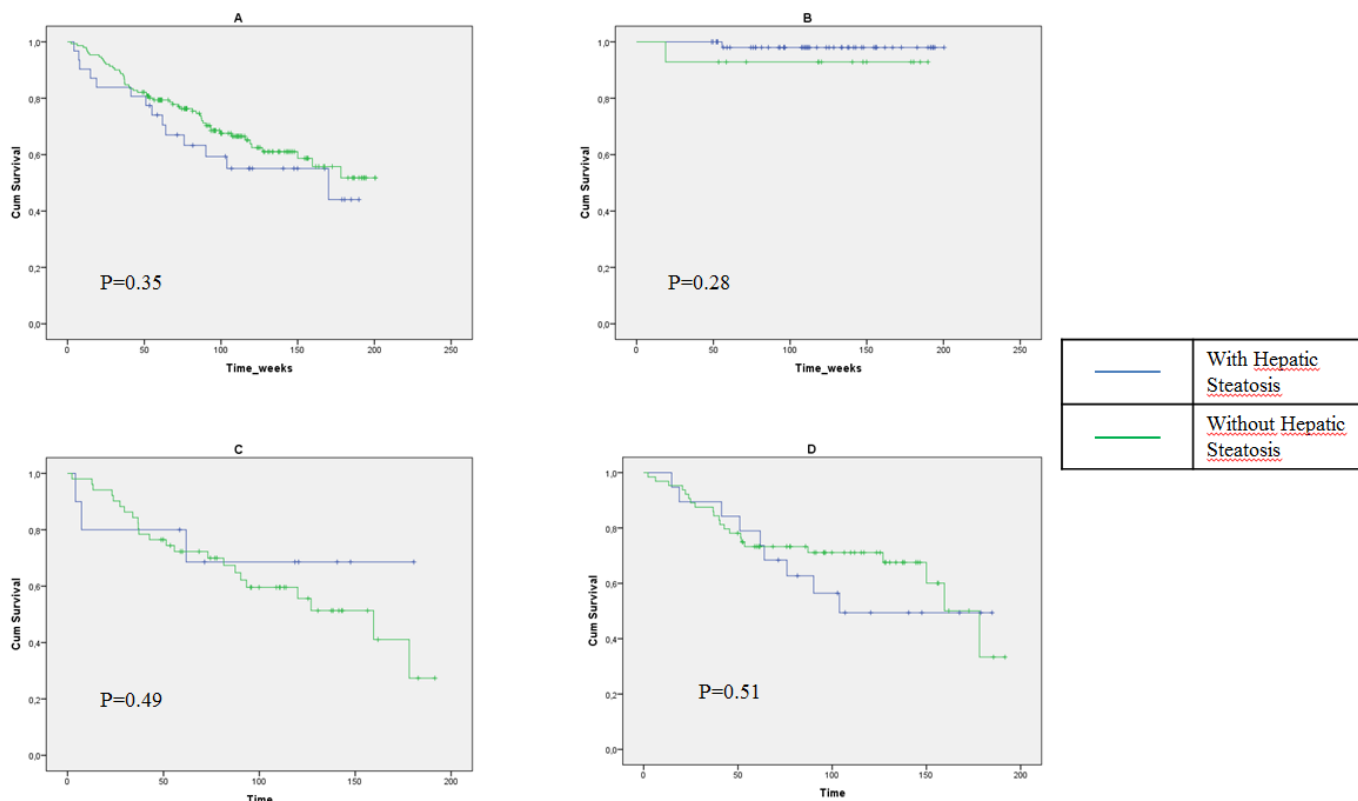 A
Cum Survival
1,0
0,8
0,6
0,4
0,2
0,0
P=0.35
0 50 100 150 200 250
Time_weeks
B
Cum Survival
1,0
0,8
0,6
0,4
0,2
0,0
P=0.28
0 50 100 150 200 250
Time_weeks
With Hepatic
Steatosis
Without Hepatic
Steatosis
C
Cum Survival
1,0
0,8
0,6
0,4
0,2
0,0
P=0.49
0 50 100 150 200
Time
D
Cum Survival
1,0
0,8
0,6
0,4
0,2
0,0
P=0.51
0 50 100 150 200
Time